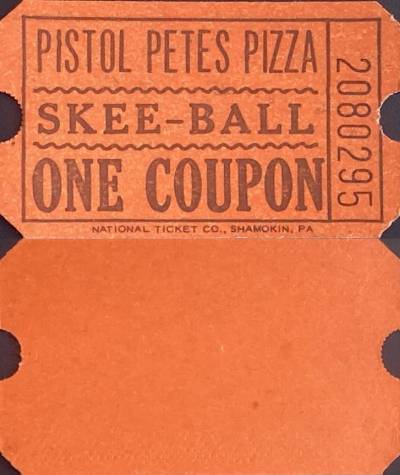 PISTOL PETES PIZZA
SKEE-BALL
ONE COUPON
2080295
NATIONAL TICKET CO., SHAMOKIN, PA